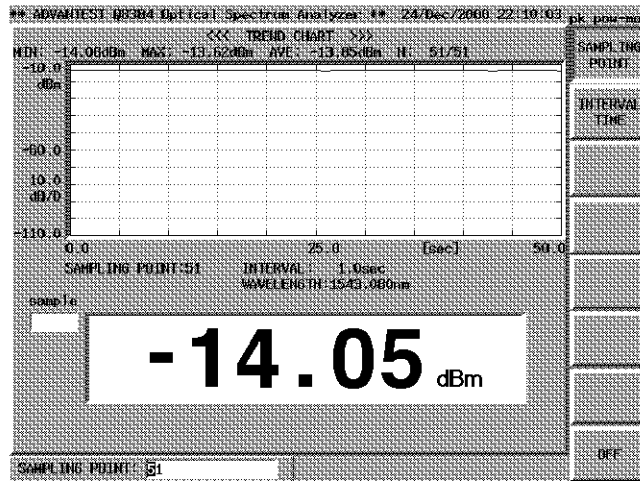 ** ADVANTEST Q8384 Optical Spectrum Analyzer ** 24/Dec/2000 22:10:03
pk pow-mo
<<< TREND CHART >>>
MIN: -14.06dBm MAX: -13.62dBm AVE: -13.85dBm N: 51/51
SAMPLING
POINT
INTERVAL
TIME
-10.0
dBm
-60.0
10.0
dB/D
-110.0
0.0 25.0 [sec] 50.0
SAMPLING POINT:51 INTERVAL: 1.0sec
WAVELENGTH:1543.080nm
sample
-14.05 dBm
OFF
SAMPLING POINT: 51